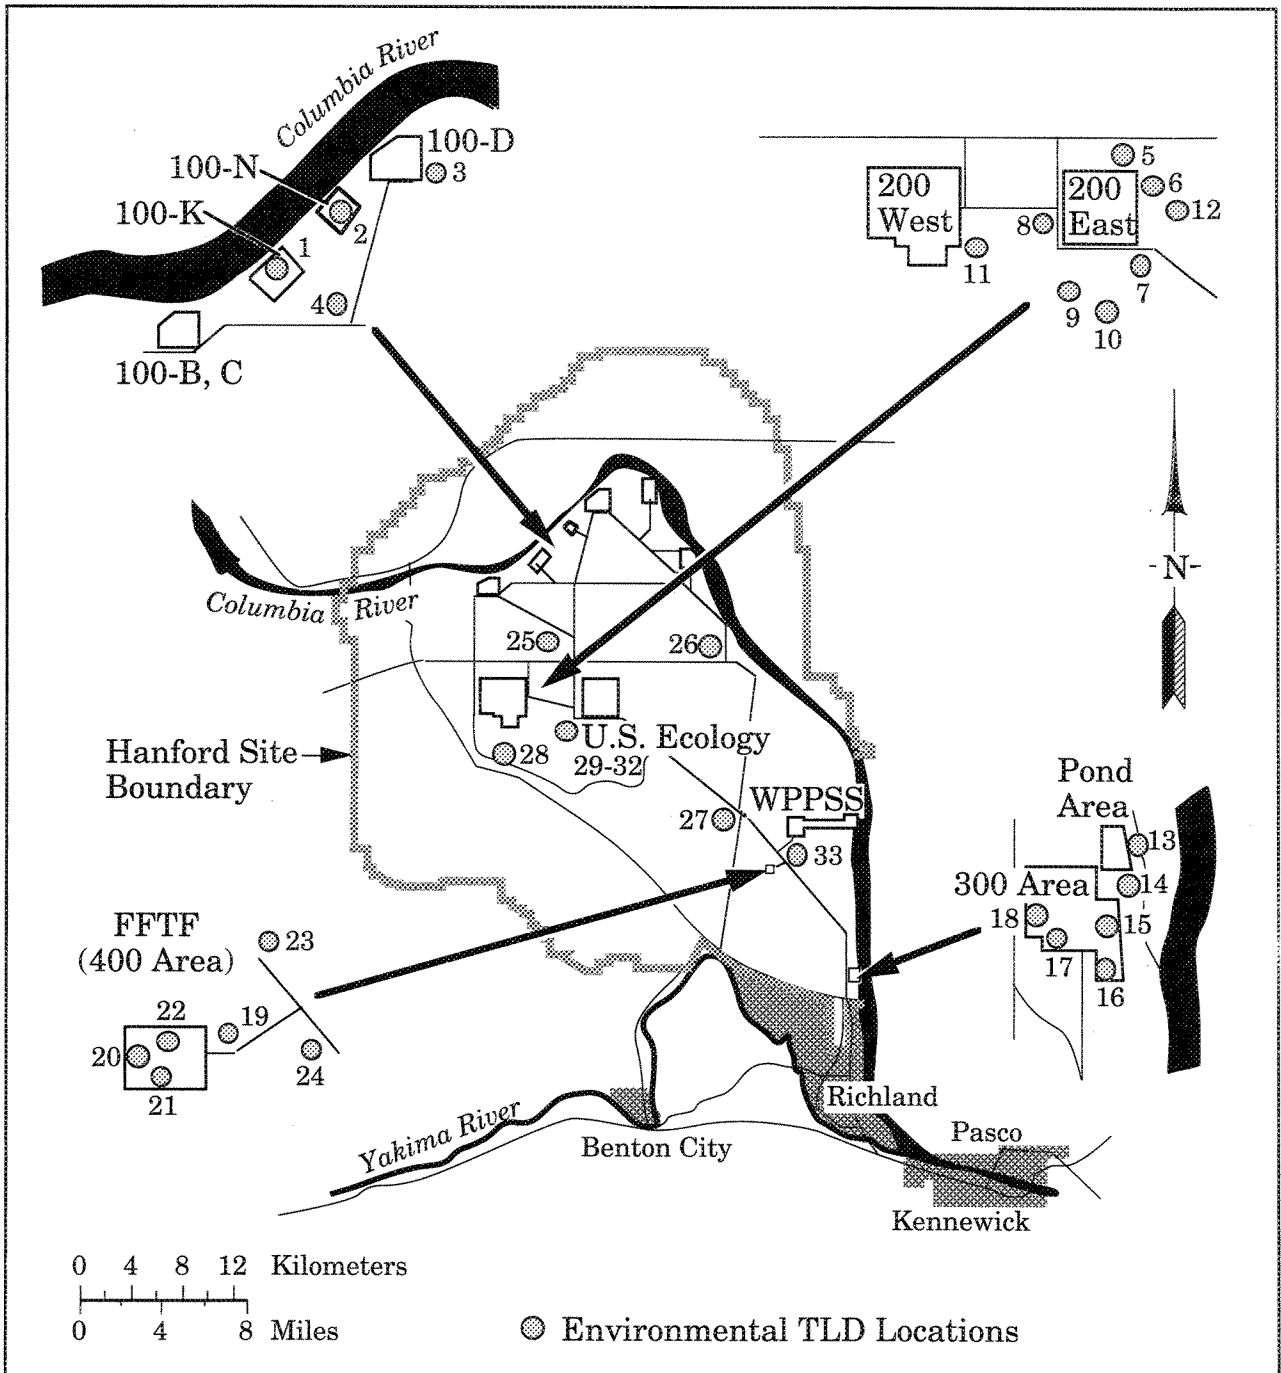 Columbia River
100-D
3
100-N
2
100-K
1
4
100-B, C
200
West
200
East
5
6
12
8
11
7
9
10
Columbia River
25
26
-N-
Hanford Site
Boundary
28
U.S. Ecology
29-32
27
WPPSS
33
Pond
Area
13
300 Area
14
18
15
17
16
FFTF
(400 Area)
23
22
19
20
24
21
Richland
Yakima River
Benton City
Pasco
Kennewick
0 4 8 12 Kilometers
0 4 8 Miles
Environmental TLD Locations